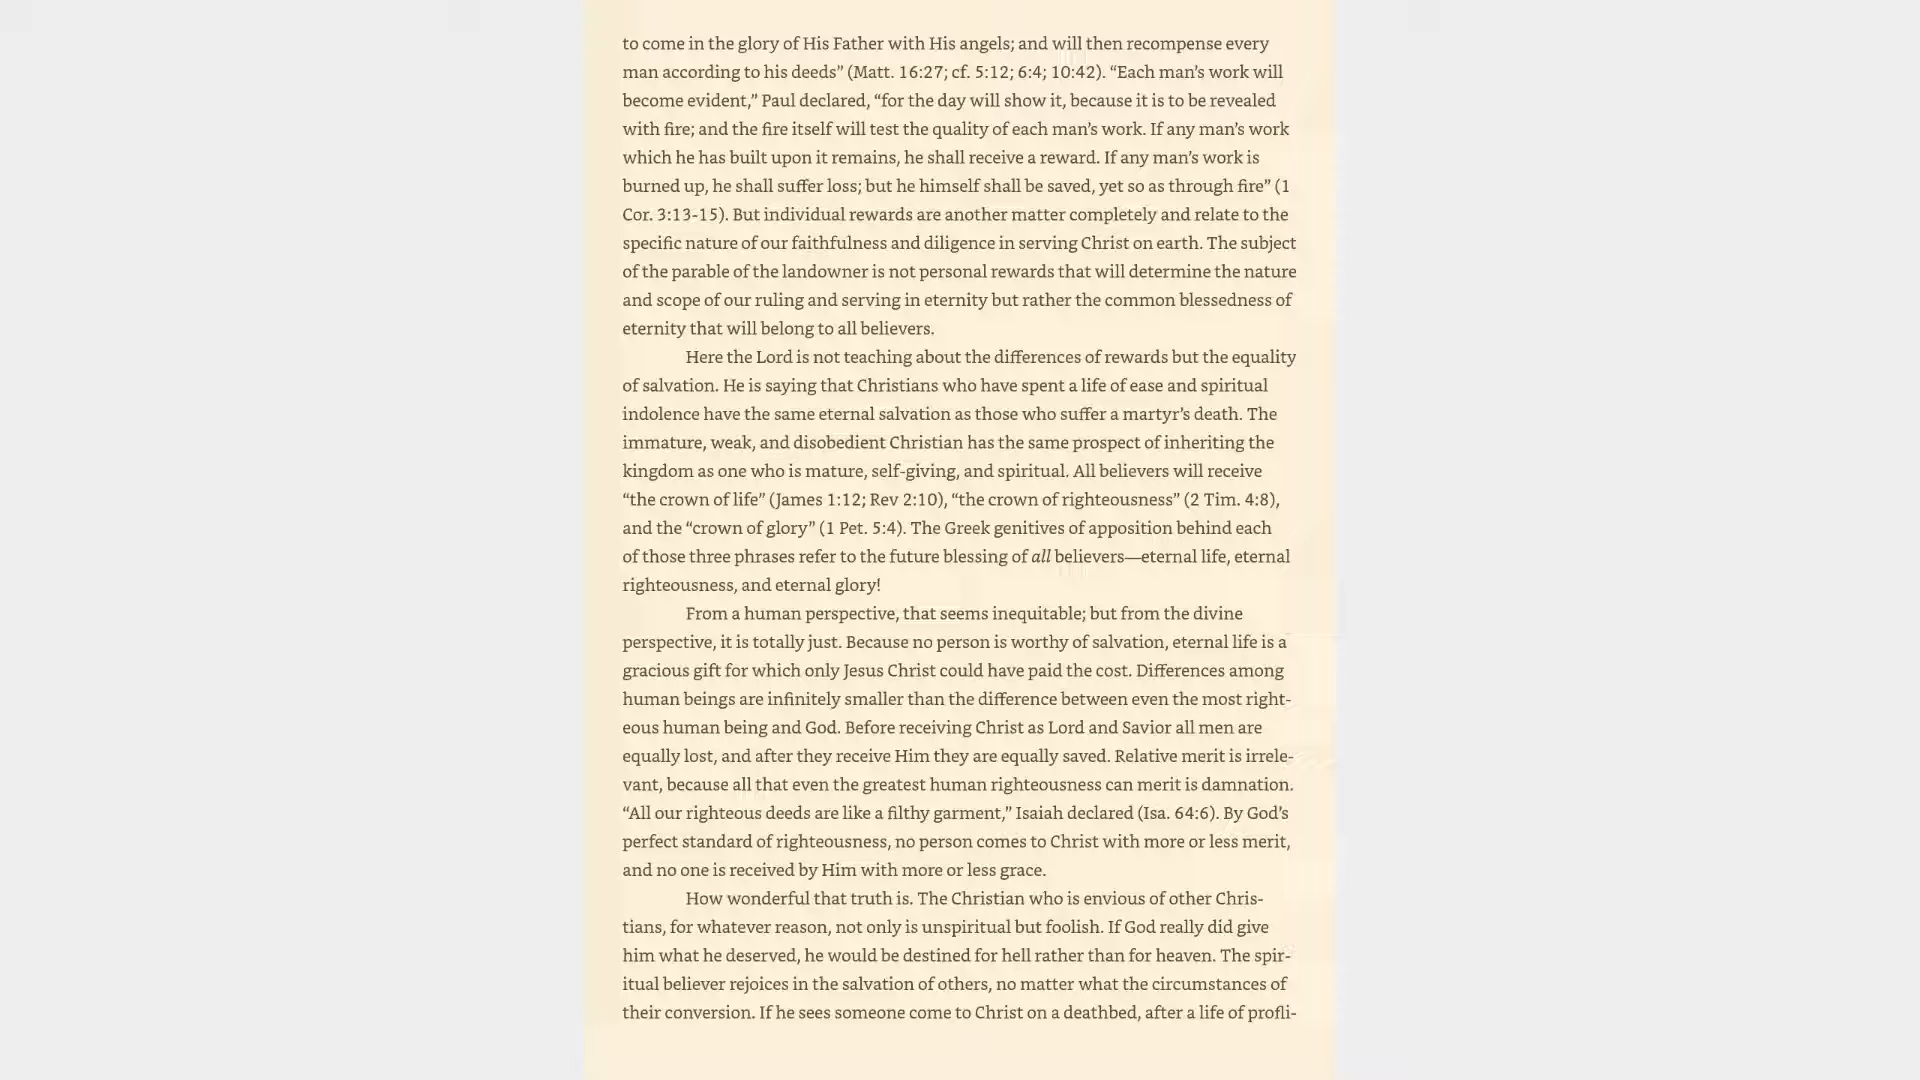 to come in the glory of His Father with His angels; and will then recompense every
man according to his deeds” (Matt. 16:27; cf. 5:12; 6:4; 10:42). “Each man’s work will
become evident,” Paul declared, “for the day will show it, because it is to be revealed
with fire; and the fire itself will test the quality of each man’s work. If any man’s work
which he has built upon it remains, he shall receive a reward. If any man’s work is
burned up, he shall suffer loss; but he himself shall be saved, yet so as through fire” (1
Cor. 3:13-15). But individual rewards are another matter completely and relate to the
specific nature of our faithfulness and diligence in serving Christ on earth. The subject
of the parable of the landowner is not personal rewards that will determine the nature
and scope of our ruling and serving in eternity but rather the common blessedness of
eternity that will belong to all believers.
Here the Lord is not teaching about the differences of rewards but the equality
of salvation. He is saying that Christians who have spent a life of ease and spiritual
indolence have the same eternal salvation as those who suffer a martyr’s death. The
immature, weak, and disobedient Christian has the same prospect of inheriting the
kingdom as one who is mature, self-giving, and spiritual. All believers will receive
“the crown of life” (James 1:12; Rev 2:10), “the crown of righteousness” (2 Tim. 4:8),
and the “crown of glory” (1 Pet. 5:4). The Greek genitives of apposition behind each
of those three phrases refer to the future blessing of all believers—eternal life, eternal
righteousness, and eternal glory!
From a human perspective, that seems inequitable; but from the divine
perspective, it is totally just. Because no person is worthy of salvation, eternal life is a
gracious gift for which only Jesus Christ could have paid the cost. Differences among
human beings are infinitely smaller than the difference between even the most right-
eous human being and God. Before receiving Christ as Lord and Savior all men are
equally lost, and after they receive Him they are equally saved. Relative merit is irrele-
vant, because all that even the greatest human righteousness can merit is damnation.
“All our righteous deeds are like a filthy garment,” Isaiah declared (Isa. 64:6). By God’s
perfect standard of righteousness, no person comes to Christ with more or less merit,
and no one is received by Him with more or less grace.
How wonderful that truth is. The Christian who is envious of other Chris-
tians, for whatever reason, not only is unspiritual but foolish. If God really did give
him what he deserved, he would be destined for hell rather than for heaven. The spir-
itual believer rejoices in the salvation of others, no matter what the circumstances of
their conversion. If he sees someone come to Christ on a deathbed, after a life of profli-